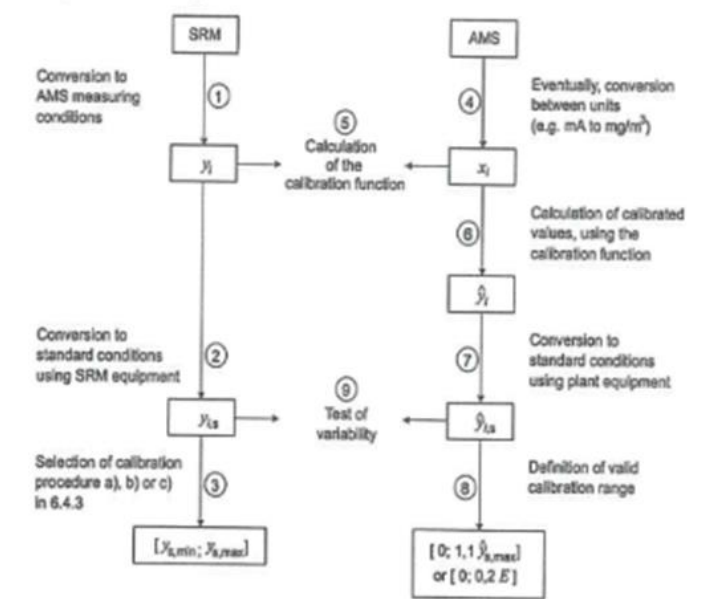 SRM
AMS
Conversion to
AMS measuring
conditions
1
4
Eventually, conversion
between units
(e.g. mA to mg/m³)
5
Calculation
of the
calibration function
yᵢ
xᵢ
6
Calculation of calibrated
values, using the
calibration function
ŷᵢ
Conversion to
standard conditions
using SRM equipment
2
7
Conversion to
standard conditions
using plant equipment
9
Test of
variability
yi,s
ŷi,s
Selection of calibration
procedure a), b) or c)
in 6.4.3
3
8
Definition of valid
calibration range
[ys,min; ys,max]
[0; 1,1 ŷs,max]
or [0; 0,2 E]